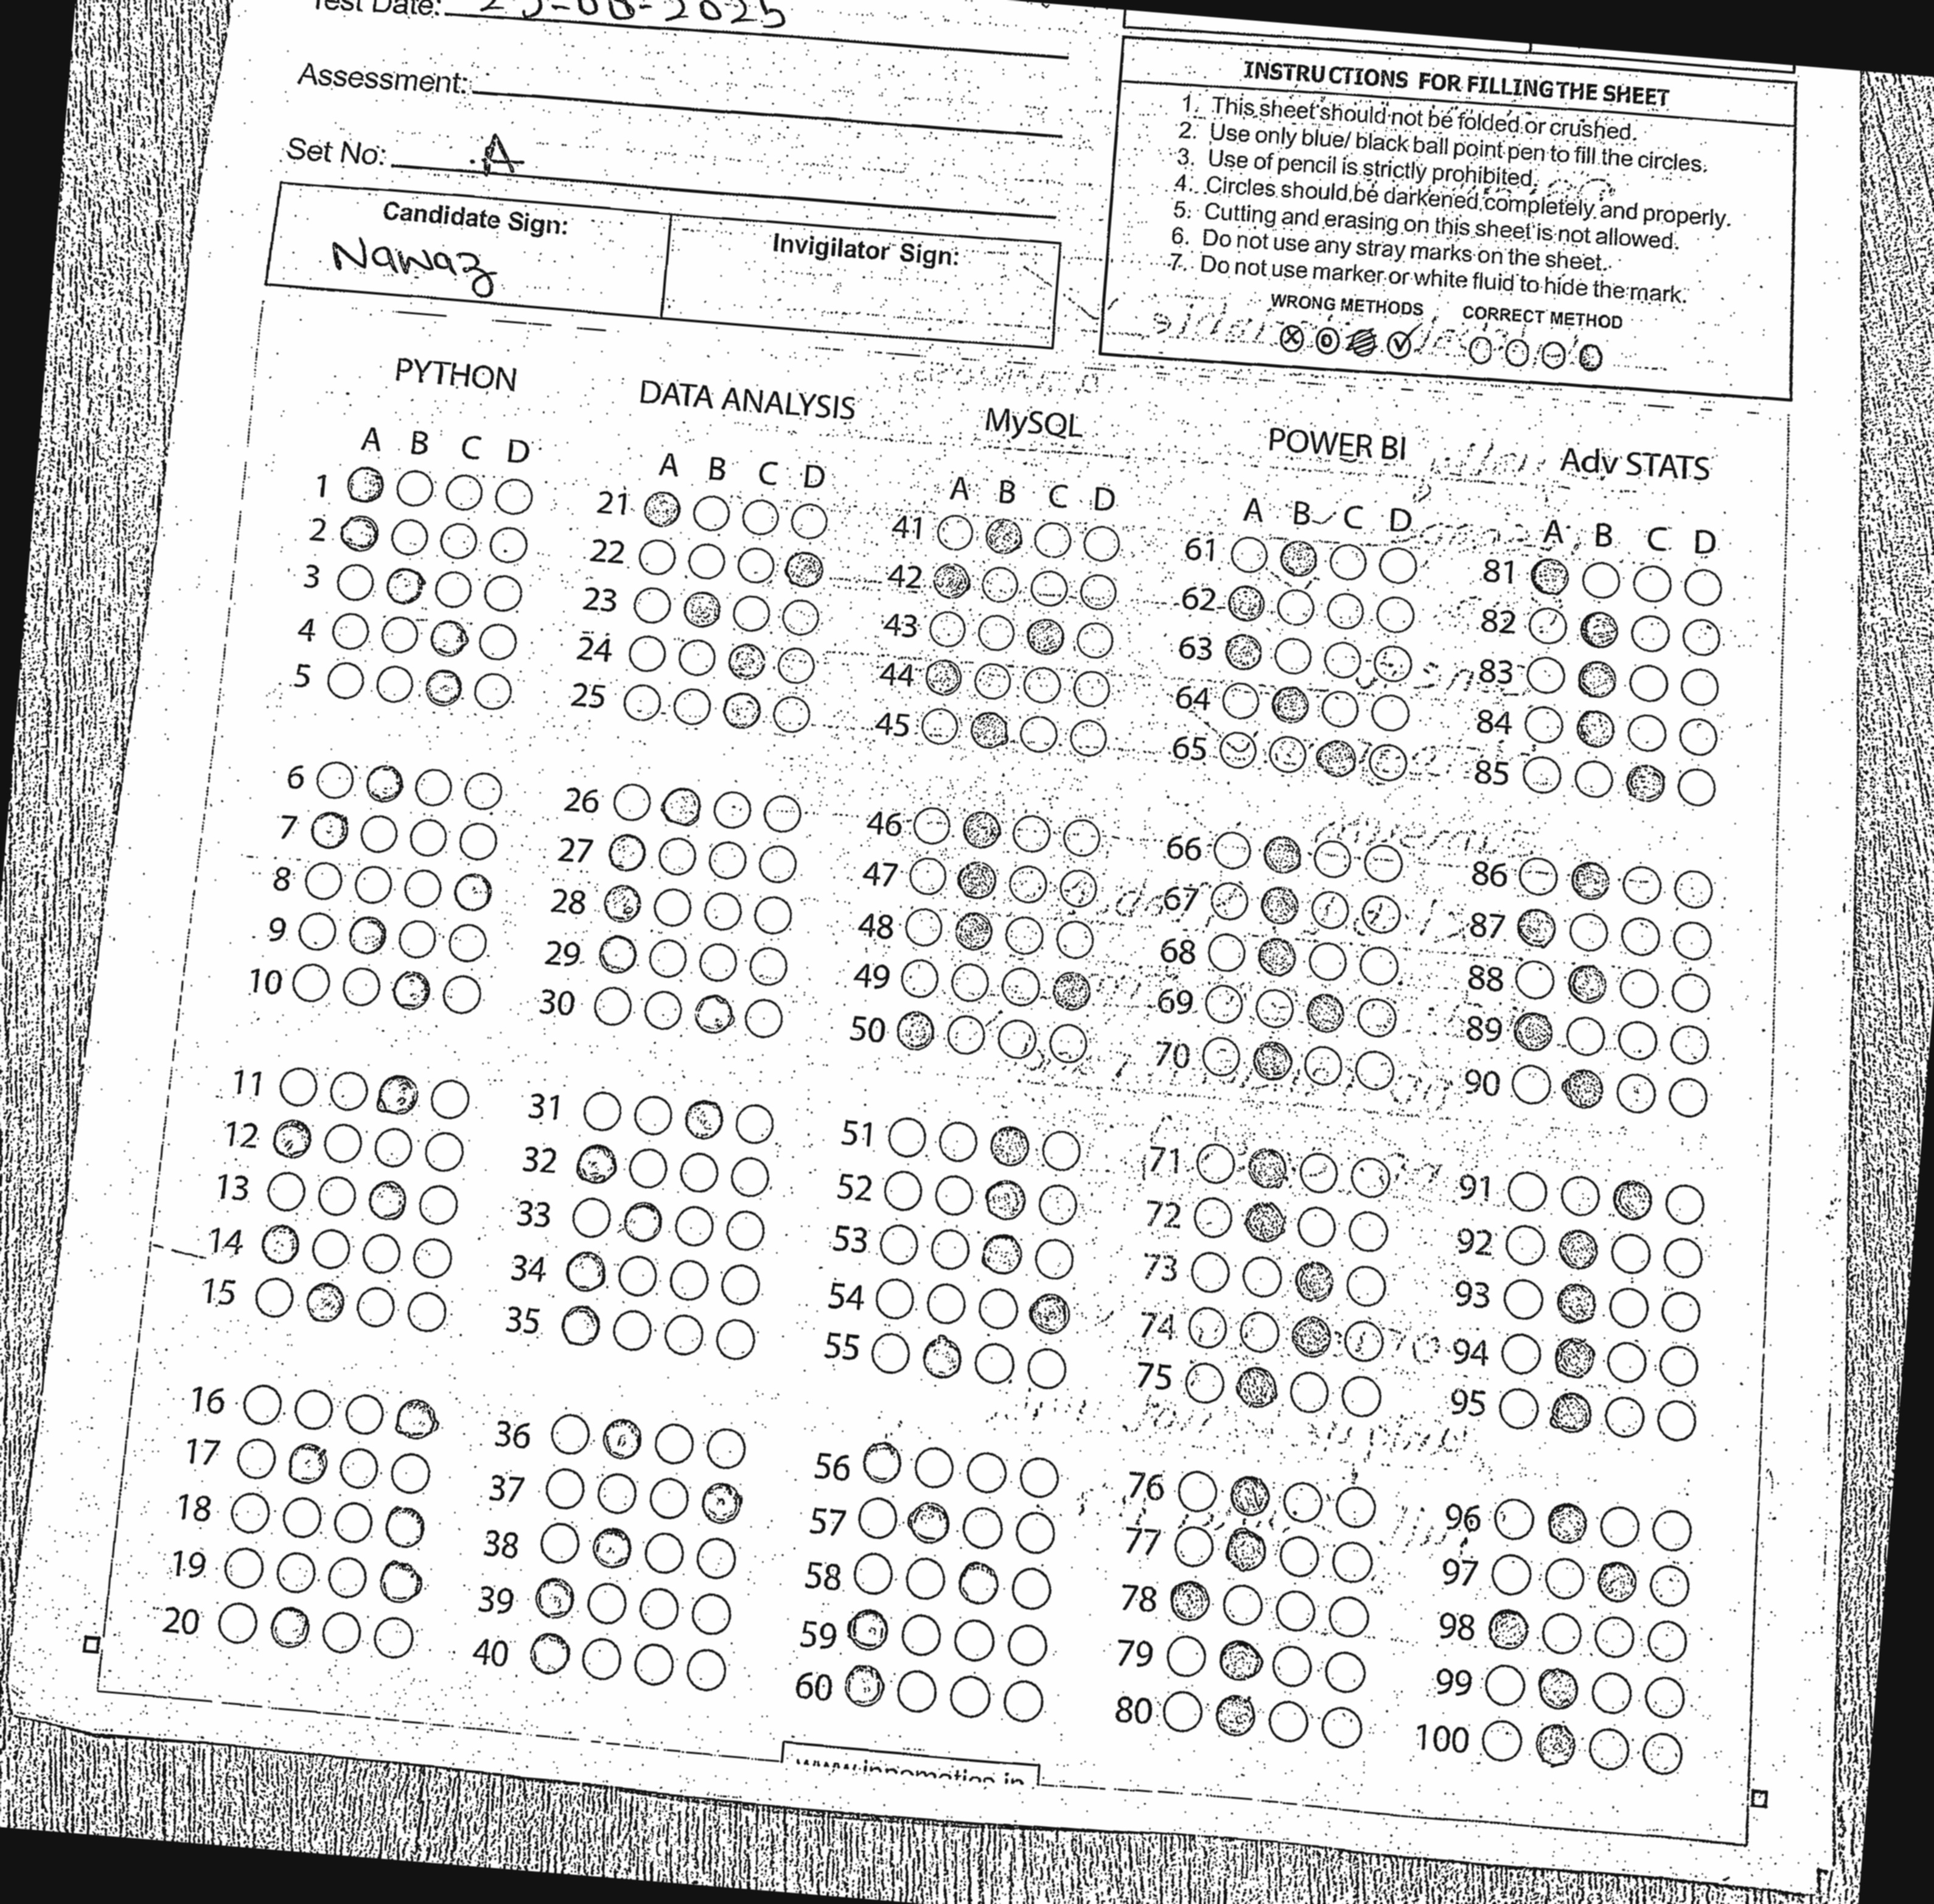 Test Date:
Assessment:
Set No: A
Candidate Sign:
Nawaz
Invigilator Sign:
INSTRUCTIONS FOR FILLING THE SHEET
1. This sheet should not be folded or crushed.
2. Use only blue/ black ball point pen to fill the circles.
3. Use of pencil is strictly prohibited.
4. Circles should be darkened completely and properly.
5. Cutting and erasing on this sheet is not allowed.
6. Do not use any stray marks on the sheet.
7. Do not use marker or white fluid to hide the mark.
WRONG METHODS CORRECT METHOD
PYTHON DATA ANALYSIS MySQL POWER BI Adv STATS
A B C D A B C D A B C D A B C D A B C D
1 21 41 61 81
2 22 42 62 82
3 23 43 63 83
4 24 44 64 84
5 25 45 65 85
6 26 46 66 86
7 27 47 67 87
8 28 48 68 88
9 29 49 69 89
10 30 50 70 90
11 31 51 71 91
12 32 52 72 92
13 33 53 73 93
14 34 54 74 94
15 35 55 75 95
16 36 56 76 96
17 37 57 77 97
18 38 58 78 98
19 39 59 79 99
20 40 60 80 100